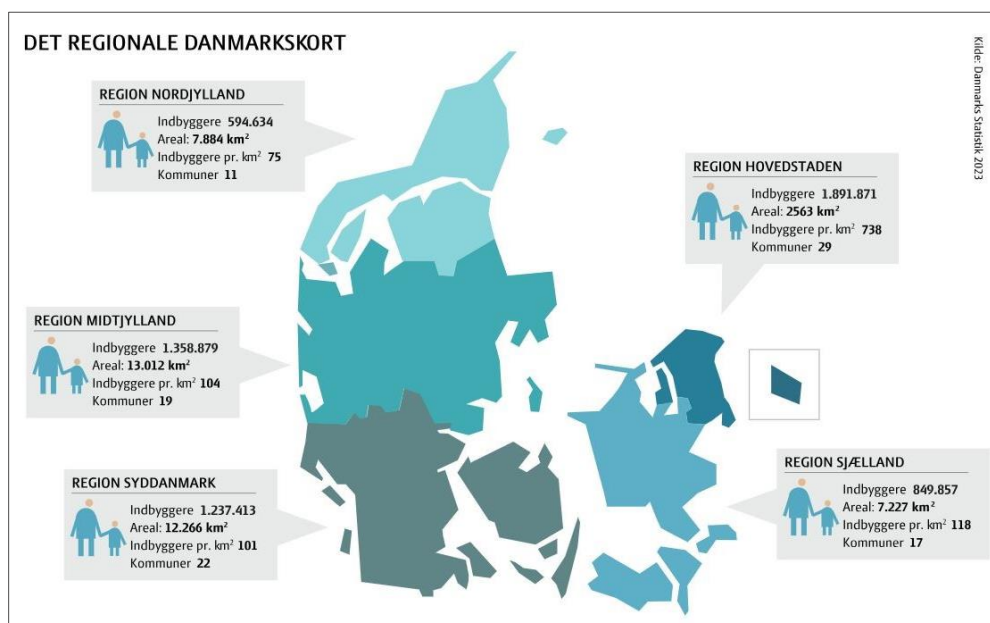 DET REGIONALE DANMARKSKORT
Kilde: Danmarks Statistik 2023
REGION NORDJYLLAND
Indbyggere 594.634
Areal: 7.884 km²
Indbyggere pr. km² 75
Kommuner 11
REGION HOVEDSTADEN
Indbyggere 1.891.871
Areal: 2563 km²
Indbyggere pr. km² 738
Kommuner 29
REGION MIDTJYLLAND
Indbyggere 1.358.879
Areal: 13.012 km²
Indbyggere pr. km² 104
Kommuner 19
REGION SYDDANMARK
Indbyggere 1.237.413
Areal: 12.266 km²
Indbyggere pr. km² 101
Kommuner 22
REGION SJÆLLAND
Indbyggere 849.857
Areal: 7.227 km²
Indbyggere pr. km² 118
Kommuner 17